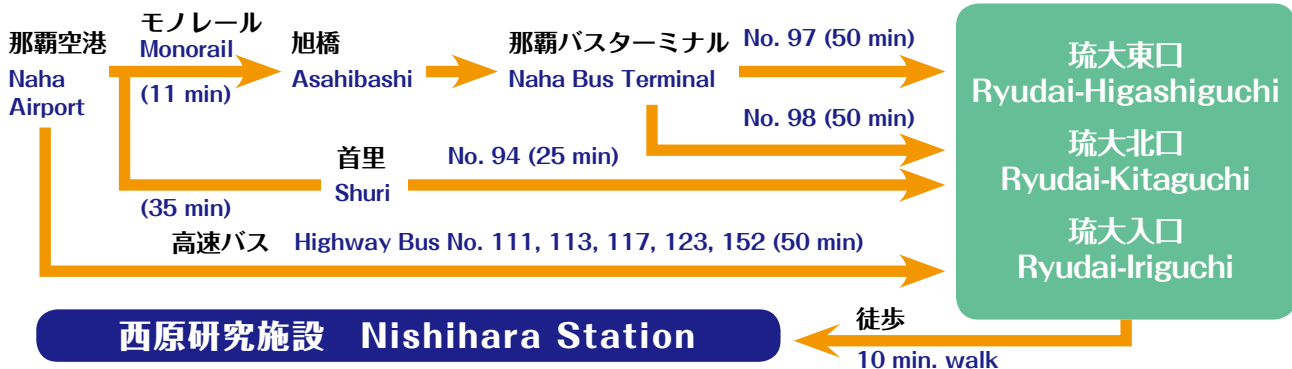 那覇空港
Naha
Airport
モノレール
Monorail
(11 min)
旭橋
Asahibashi
那覇バスターミナル
Naha Bus Terminal
No. 97 (50 min)
No. 98 (50 min)
首里
Shuri
(35 min)
No. 94 (25 min)
高速バス Highway Bus No. 111, 113, 117, 123, 152 (50 min)
琉大東口
Ryudai-Higashiguchi
琉大北口
Ryudai-Kitaguchi
琉大入口
Ryudai-Iriguchi
徒歩
10 min. walk
西原研究施設 Nishihara Station